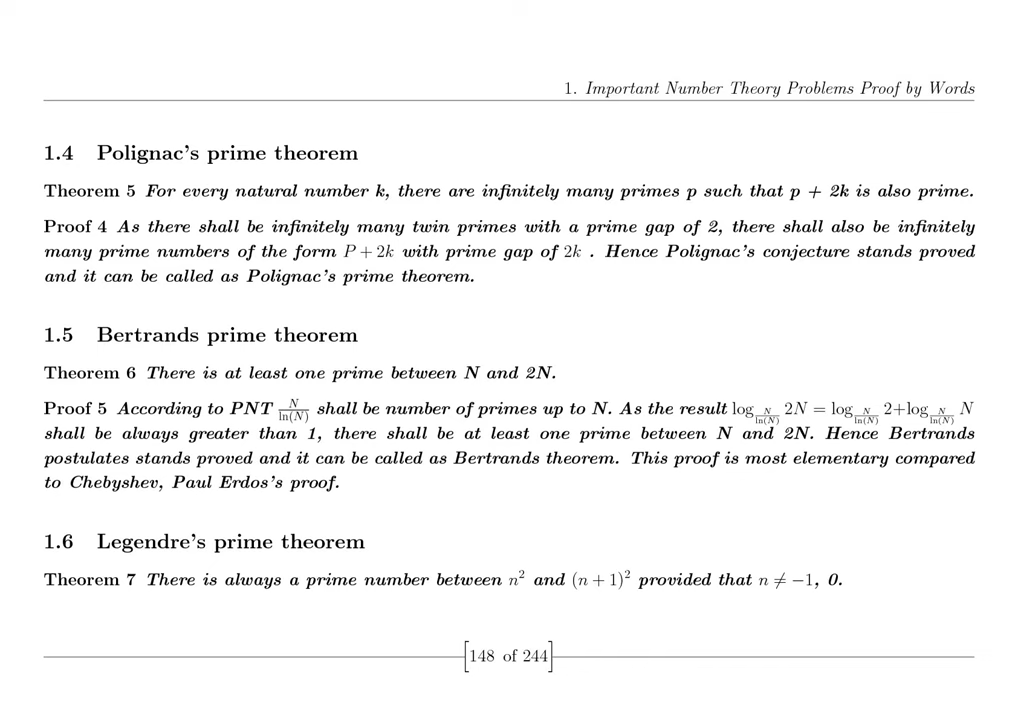 1. Important Number Theory Problems Proof by Words
1.4 Polignac's prime theorem
Theorem 5 For every natural number k, there are infinitely many primes p such that p + 2k is also prime.
Proof 4 As there shall be infinitely many twin primes with a prime gap of 2, there shall also be infinitely
many prime numbers of the form P + 2k with prime gap of 2k . Hence Polignac's conjecture stands proved
and it can be called as Polignac's prime theorem.
1.5 Bertrands prime theorem
Theorem 6 There is at least one prime between N and 2N.
Proof 5 According to PNT \frac{N}{\ln(N)} shall be number of primes up to N. As the result \log_{\frac{N}{\ln(N)}} 2N = \log_{\frac{N}{\ln(N)}} 2+\log_{\frac{N}{\ln(N)}} N
shall be always greater than 1, there shall be at least one prime between N and 2N. Hence Bertrands
postulates stands proved and it can be called as Bertrands theorem. This proof is most elementary compared
to Chebyshev, Paul Erdos's proof.
1.6 Legendre's prime theorem
Theorem 7 There is always a prime number between n² and (n + 1)² provided that n ≠ −1, 0.
[148 of 244]